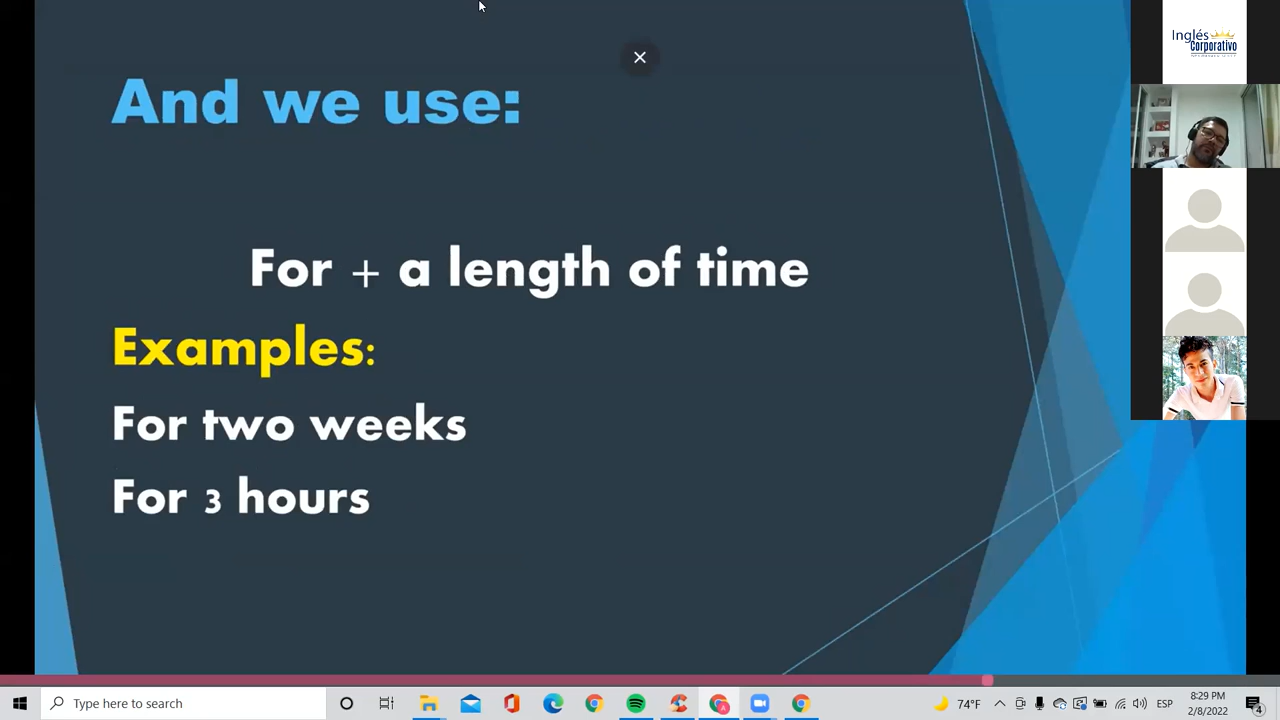 And we use:
For + a length of time
Examples:
For two weeks
For 3 hours
Inglés
Corporativo
Type here to search
74°F
ESP
8:29 PM
2/8/2022
4